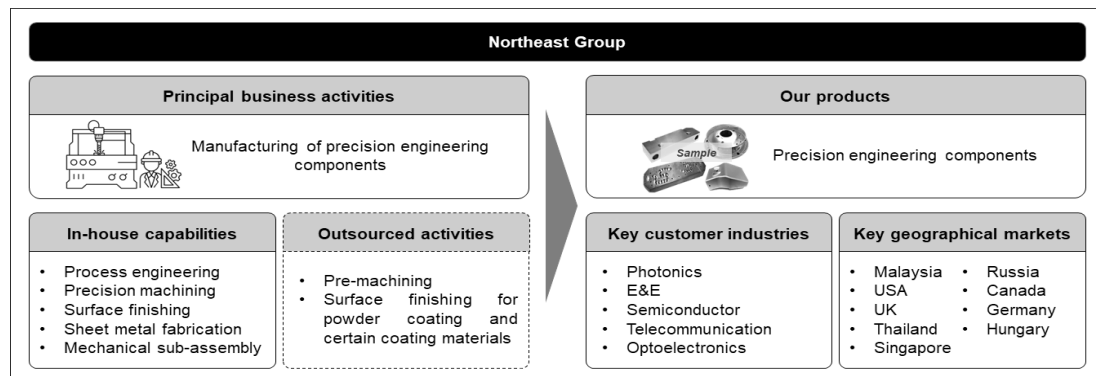 Northeast Group
Principal business activities
Manufacturing of precision engineering
components
Our products
Sample
Precision engineering components
In-house capabilities
• Process engineering
• Precision machining
• Surface finishing
• Sheet metal fabrication
• Mechanical sub-assembly
Outsourced activities
• Pre-machining
• Surface finishing for
powder coating and
certain coating materials
Key customer industries
• Photonics
• E&E
• Semiconductor
• Telecommunication
• Optoelectronics
Key geographical markets
• Malaysia
• USA
• UK
• Thailand
• Singapore
• Russia
• Canada
• Germany
• Hungary